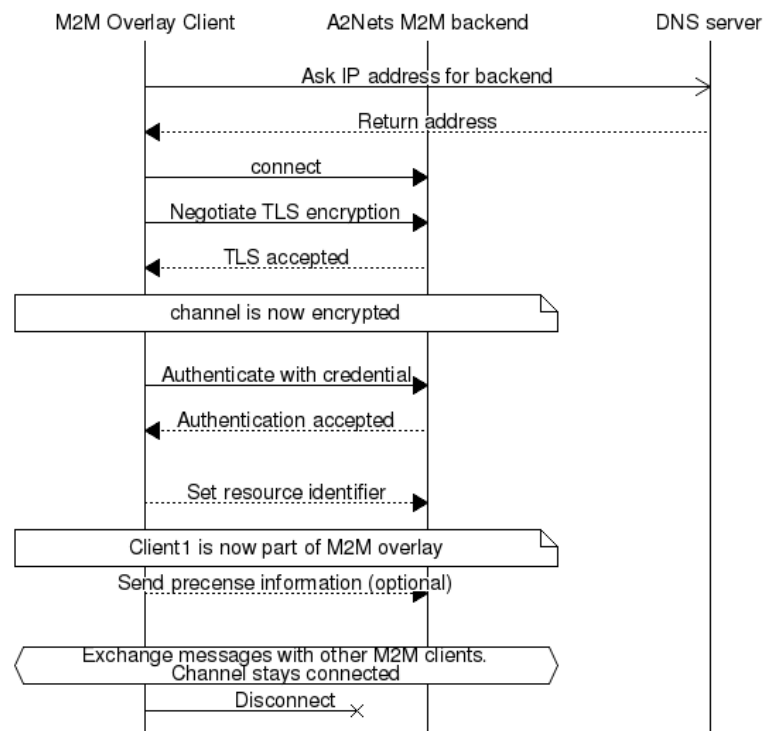 M2M Overlay Client A2Nets M2M backend DNS server
Ask IP address for backend
Return address
connect
Negotiate TLS encryption
TLS accepted
channel is now encrypted
Authenticate with credential
Authentication accepted
Set resource identifier
Client1 is now part of M2M overlay
Send precense information (optional)
Exchange messages with other M2M clients.
Channel stays connected
Disconnect